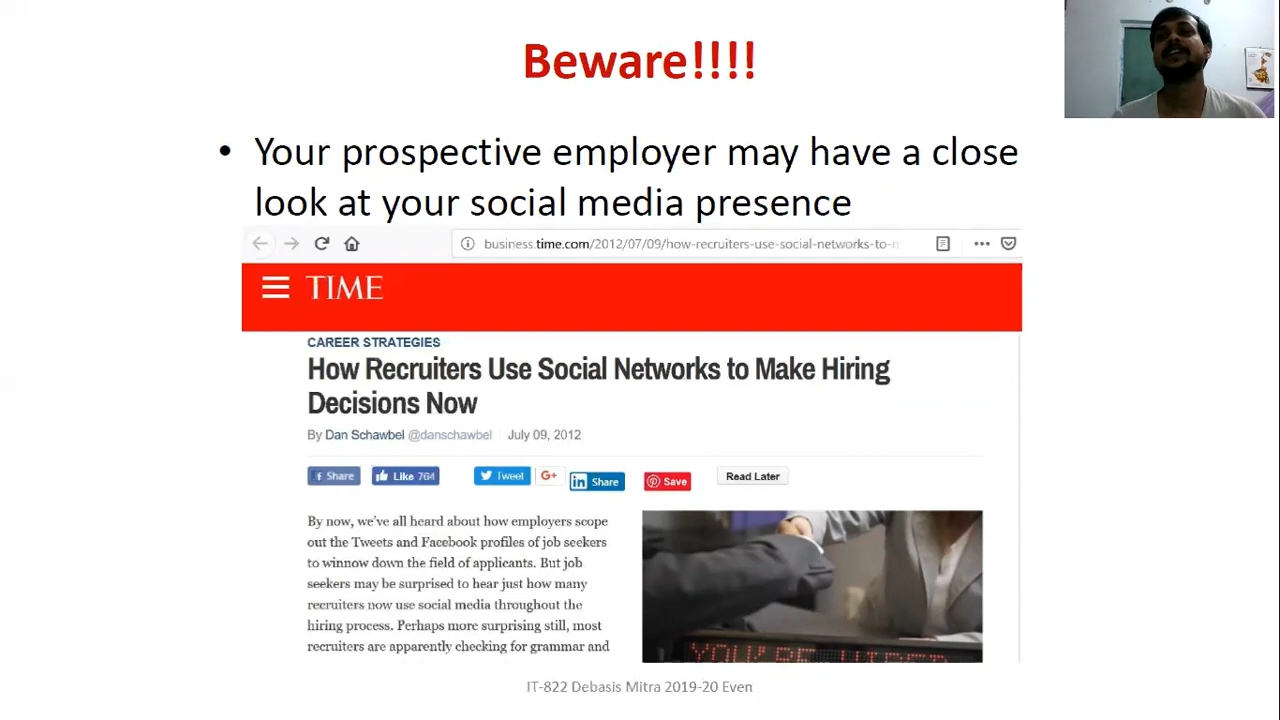 Beware!!!!
• Your prospective employer may have a close
look at your social media presence
business.time.com/2012/07/09/how-recruiters-use-social-networks-to-m
TIME
CAREER STRATEGIES
How Recruiters Use Social Networks to Make Hiring
Decisions Now
By Dan Schawbel @danschawbel July 09, 2012
f Share Like 764 Tweet G+ in Share Save Read Later
By now, we've all heard about how employers scope
out the Tweets and Facebook profiles of job seekers
to winnow down the field of applicants. But job
seekers may be surprised to hear just how many
recruiters now use social media throughout the
hiring process. Perhaps more surprising still, most
recruiters are apparently checking for grammar and
YOU'RE HIRED
IT-822 Debasis Mitra 2019-20 Even